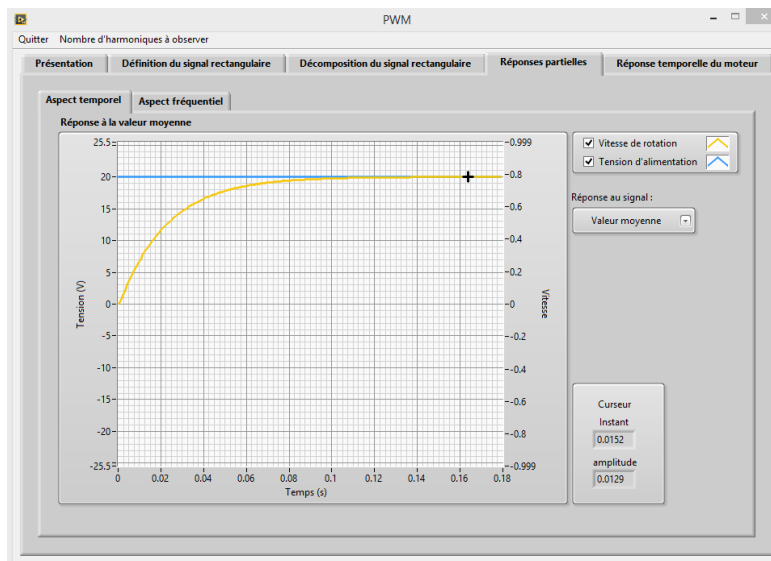 PWM
Quitter Nombre d'harmoniques à observer
Présentation Définition du signal rectangulaire Décomposition du signal rectangulaire Réponses partielles Réponse temporelle du moteur
Aspect temporel Aspect fréquentiel
Réponse à la valeur moyenne
25.5
20
15
10
5
0
-5
-10
-15
-20
-25.5
Tension (V)
0 0.02 0.04 0.06 0.08 0.1 0.12 0.14 0.16 0.18
Temps (s)
-0.999
-0.8
-0.6
-0.4
-0.2
-0
--0.2
--0.4
--0.6
--0.8
--0.999
Vitesse
Vitesse de rotation
Tension d'alimentation
Réponse au signal :
Valeur moyenne
Curseur
Instant
0.0152
amplitude
0.0129